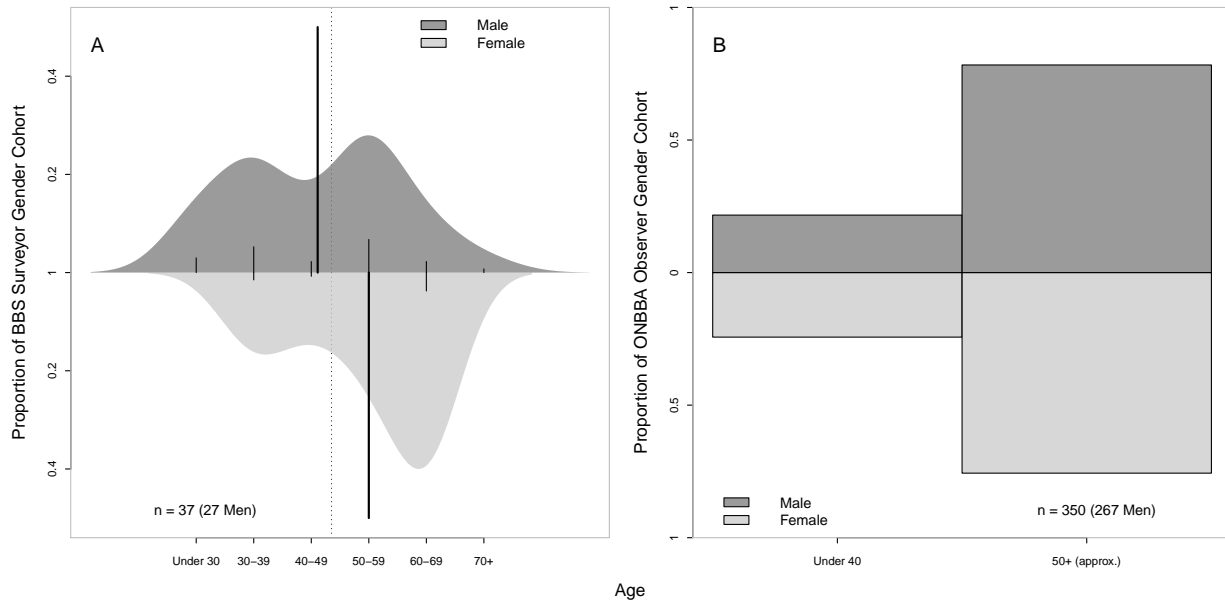 A
Male
Female
Proportion of BBS Surveyor Gender Cohort
0.4
0.2
1
0.2
0.4
n = 37 (27 Men)
Under 30
30–39
40–49
50–59
60–69
70+
B
Proportion of ONBBA Observer Gender Cohort
1
0.5
0
0.5
1
Male
Female
n = 350 (267 Men)
Under 40
50+ (approx.)
Age